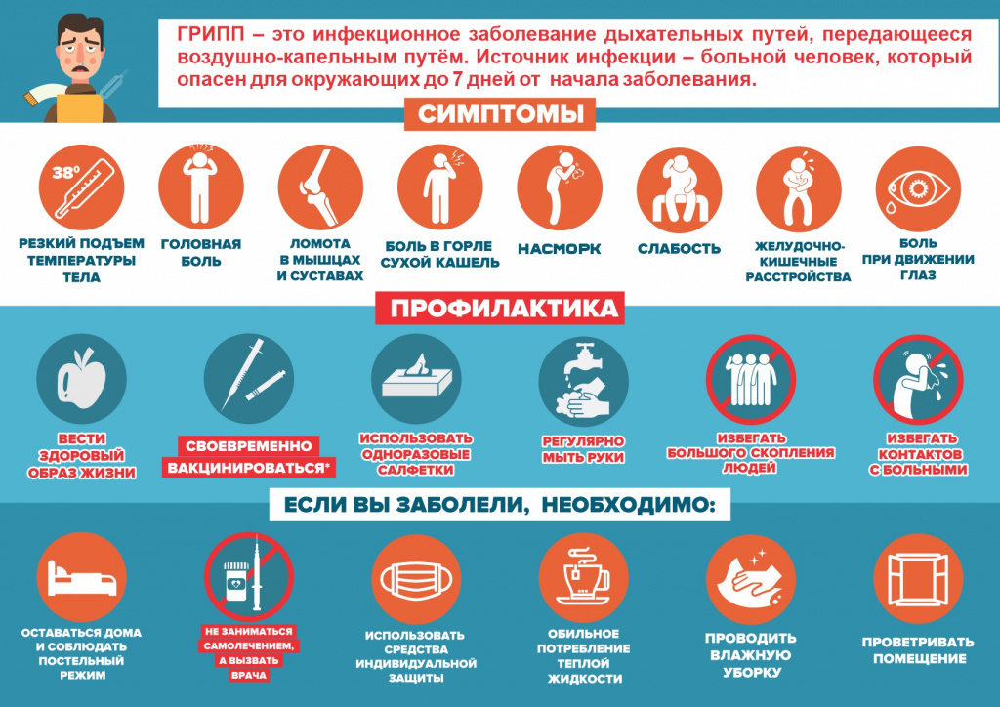 ГРИПП – это инфекционное заболевание дыхательных путей, передающееся
воздушно-капельным путём. Источник инфекции – больной человек, который
опасен для окружающих до 7 дней от начала заболевания.
СИМПТОМЫ
38⁰
РЕЗКИЙ ПОДЪЕМ
ТЕМПЕРАТУРЫ
ТЕЛА
ГОЛОВНАЯ
БОЛЬ
ЛОМОТА
В МЫШЦАХ
И СУСТАВАХ
БОЛЬ В ГОРЛЕ
СУХОЙ КАШЕЛЬ
НАСМОРК
СЛАБОСТЬ
ЖЕЛУДОЧНО-
КИШЕЧНЫЕ
РАССТРОЙСТВА
БОЛЬ
ПРИ ДВИЖЕНИИ
ГЛАЗ
ПРОФИЛАКТИКА
ВЕСТИ
ЗДОРОВЫЙ
ОБРАЗ ЖИЗНИ
СВОЕВРЕМЕННО
ВАКЦИНИРОВАТЬСЯ*
ИСПОЛЬЗОВАТЬ
ОДНОРАЗОВЫЕ
САЛФЕТКИ
РЕГУЛЯРНО
МЫТЬ РУКИ
ИЗБЕГАТЬ
БОЛЬШОГО СКОПЛЕНИЯ
ЛЮДЕЙ
ИЗБЕГАТЬ
КОНТАКТОВ
С БОЛЬНЫМИ
ЕСЛИ ВЫ ЗАБОЛЕЛИ, НЕОБХОДИМО:
ОСТАВАТЬСЯ ДОМА
И СОБЛЮДАТЬ
ПОСТЕЛЬНЫЙ
РЕЖИМ
НЕ ЗАНИМАТЬСЯ
САМОЛЕЧЕНИЕМ,
А ВЫЗВАТЬ
ВРАЧА
ИСПОЛЬЗОВАТЬ
СРЕДСТВА
ИНДИВИДУАЛЬНОЙ
ЗАЩИТЫ
ОБИЛЬНОЕ
ПОТРЕБЛЕНИЕ
ТЕПЛОЙ
ЖИДКОСТИ
ПРОВОДИТЬ
ВЛАЖНУЮ
УБОРКУ
ПРОВЕТРИВАТЬ
ПОМЕЩЕНИЕ